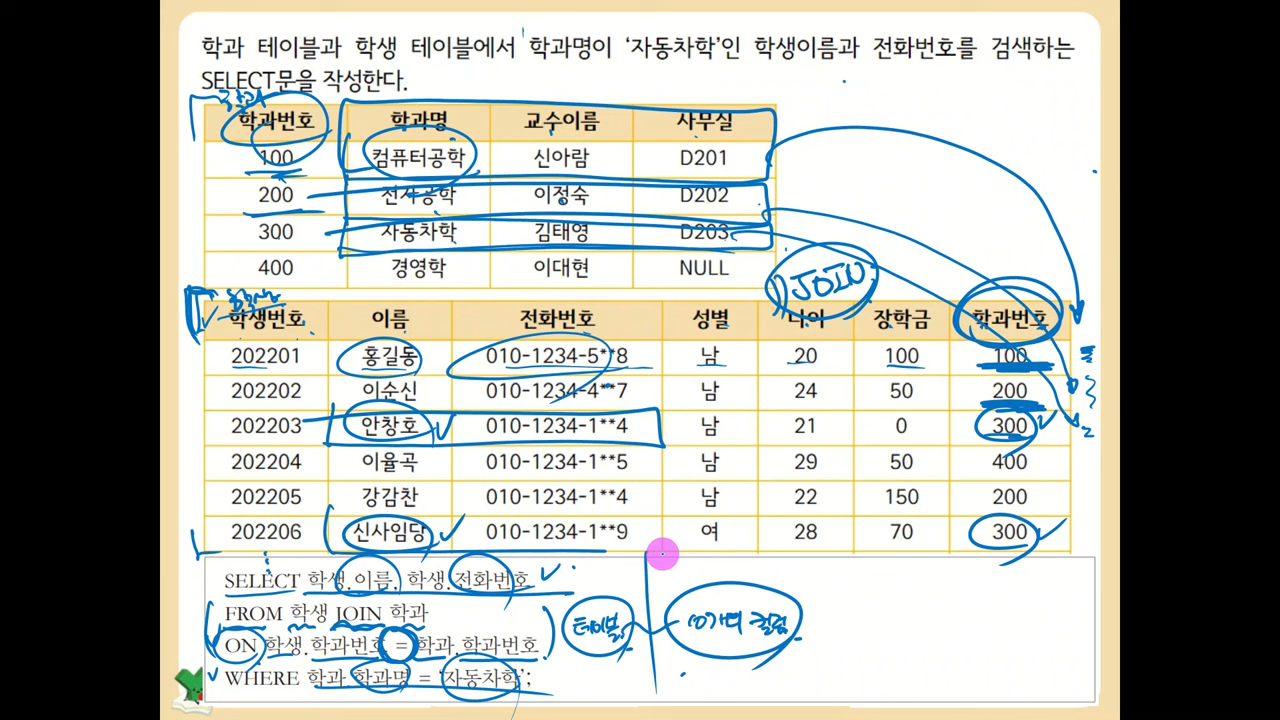 학과 테이블과 학생 테이블에서 학과명이 '자동차학'인 학생이름과 전화번호를 검색하는
SELECT문을 작성한다.
학과
학과번호 학과명 교수이름 사무실
100 컴퓨터공학 신아람 D201
200 전자공학 이정숙 D202
300 자동차학 김태영 D203
400 경영학 이대현 NULL
JOIN
학생
학생번호 이름 전화번호 성별 나이 장학금 학과번호
202201 홍길동 010-1234-5**8 남 20 100 100
202202 이순신 010-1234-4**7 남 24 50 200
202203 안창호 010-1234-1**4 남 21 0 300
202204 이율곡 010-1234-1**5 남 29 50 400
202205 강감찬 010-1234-1**4 남 22 150 200
202206 신사임당 010-1234-1**9 여 28 70 300
SELECT 학생.이름, 학생.전화번호
FROM 학생 JOIN 학과
ON 학생.학과번호 = 학과.학과번호
WHERE 학과.학과명 = '자동차학';
테이블
10개의 컬럼